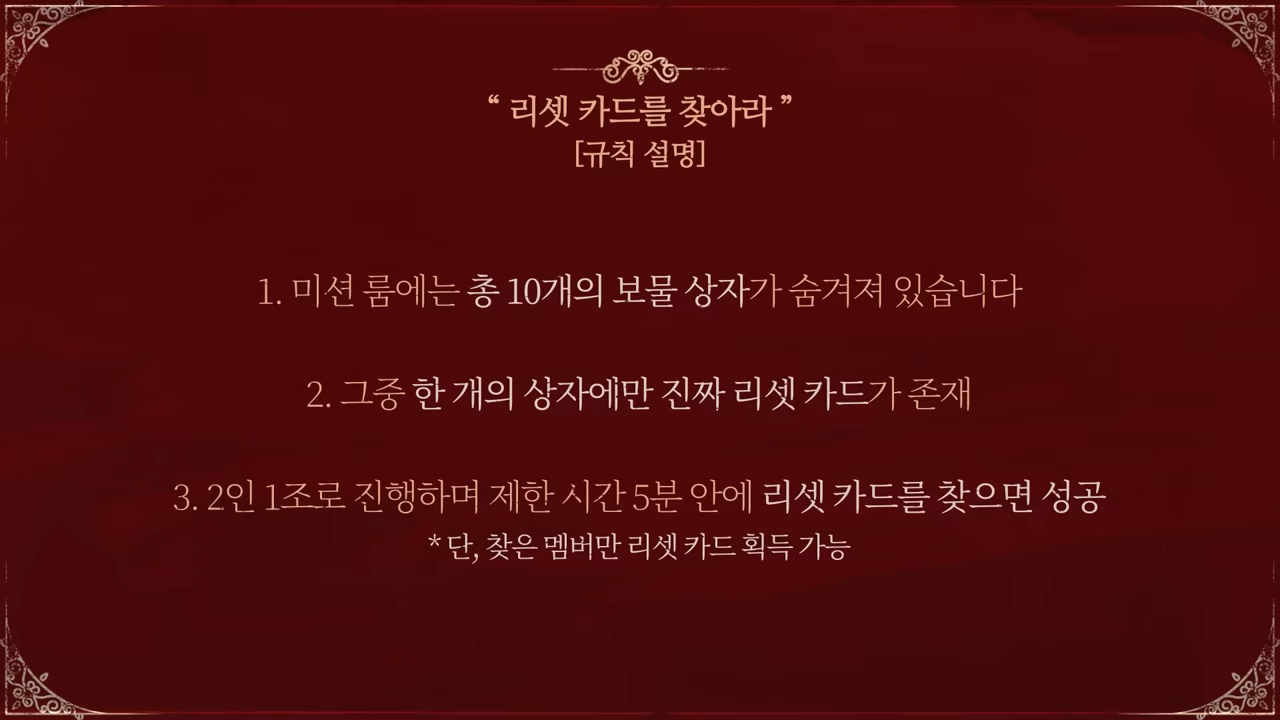 “ 리셋 카드를 찾아라 ”
[규칙 설명]
1. 미션 룸에는 총 10개의 보물 상자가 숨겨져 있습니다
2. 그중 한 개의 상자에만 진짜 리셋 카드가 존재
3. 2인 1조로 진행하며 제한 시간 5분 안에 리셋 카드를 찾으면 성공
* 단, 찾은 멤버만 리셋 카드 획득 가능